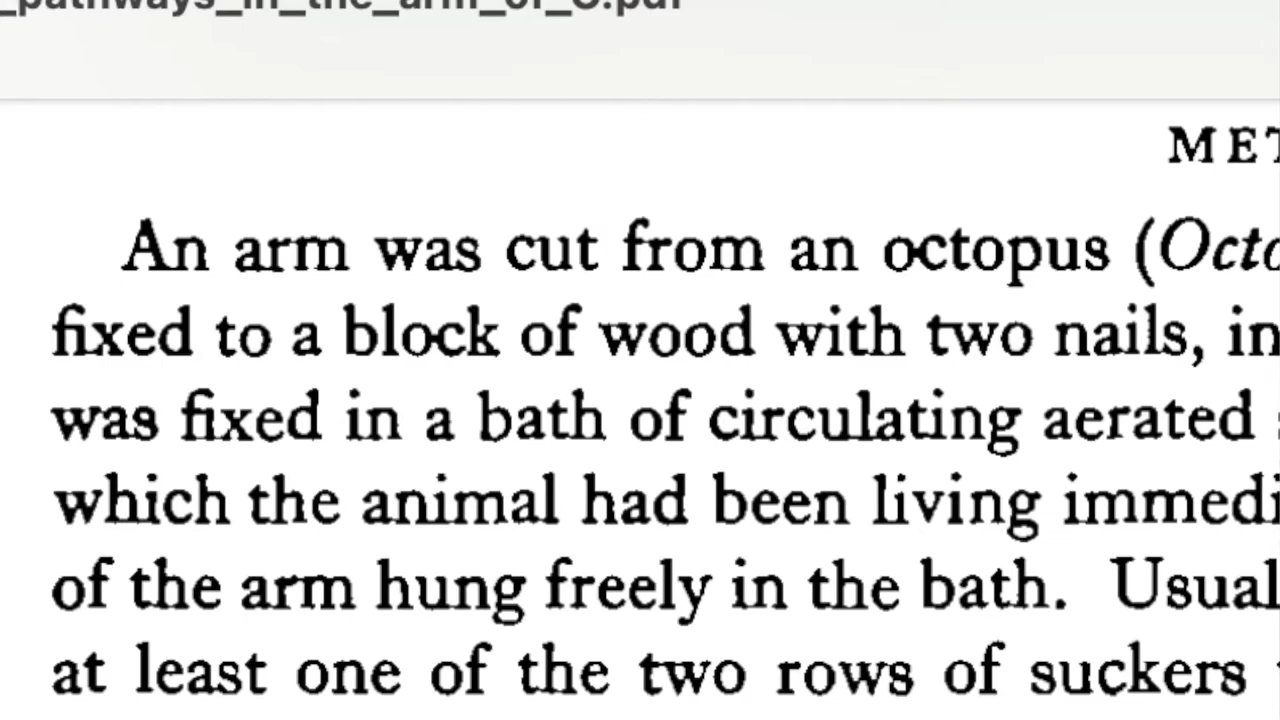 _pathways_in_the_arm_of_O.pdf
MET
An arm was cut from an octopus (Octo
fixed to a block of wood with two nails, in
was fixed in a bath of circulating aerated
which the animal had been living immedi
of the arm hung freely in the bath. Usual
at least one of the two rows of suckers